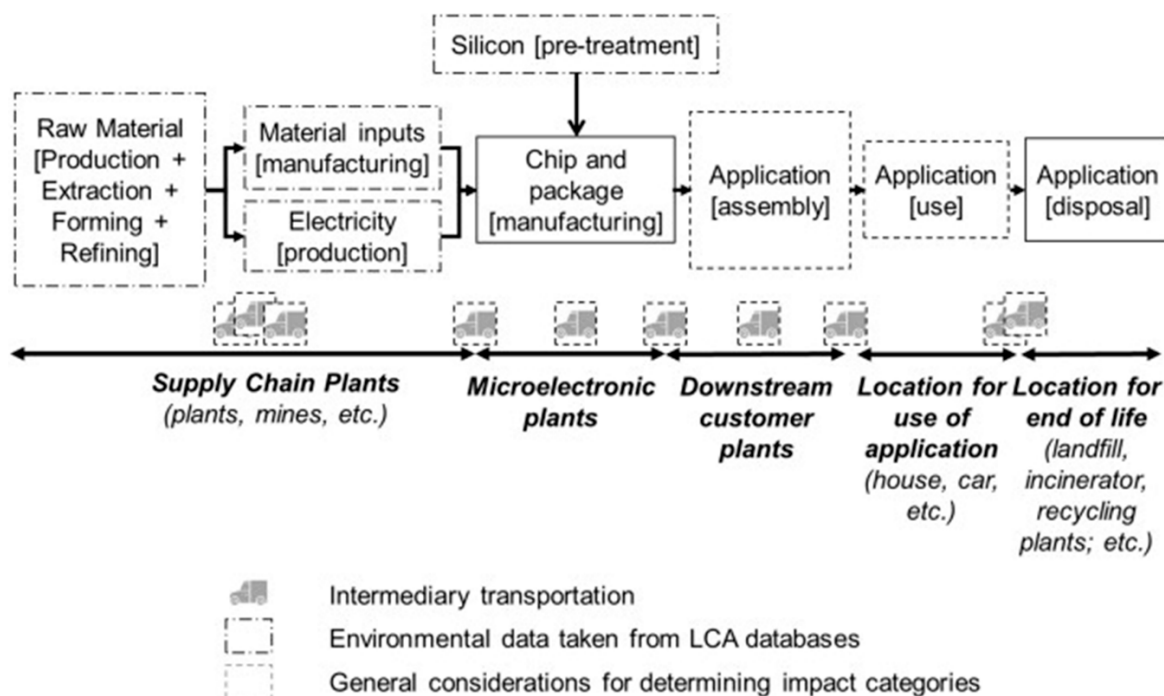 Silicon [pre-treatment]
Raw Material
[Production +
Extraction +
Forming +
Refining]
Material inputs
[manufacturing]
Electricity
[production]
Chip and
package
[manufacturing]
Application
[assembly]
Application
[use]
Application
[disposal]
Supply Chain Plants
(plants, mines, etc.)
Microelectronic
plants
Downstream
customer
plants
Location for
use of
application
(house, car,
etc.)
Location for
end of life
(landfill,
incinerator,
recycling
plants; etc.)
Intermediary transportation
Environmental data taken from LCA databases
General considerations for determining impact categories